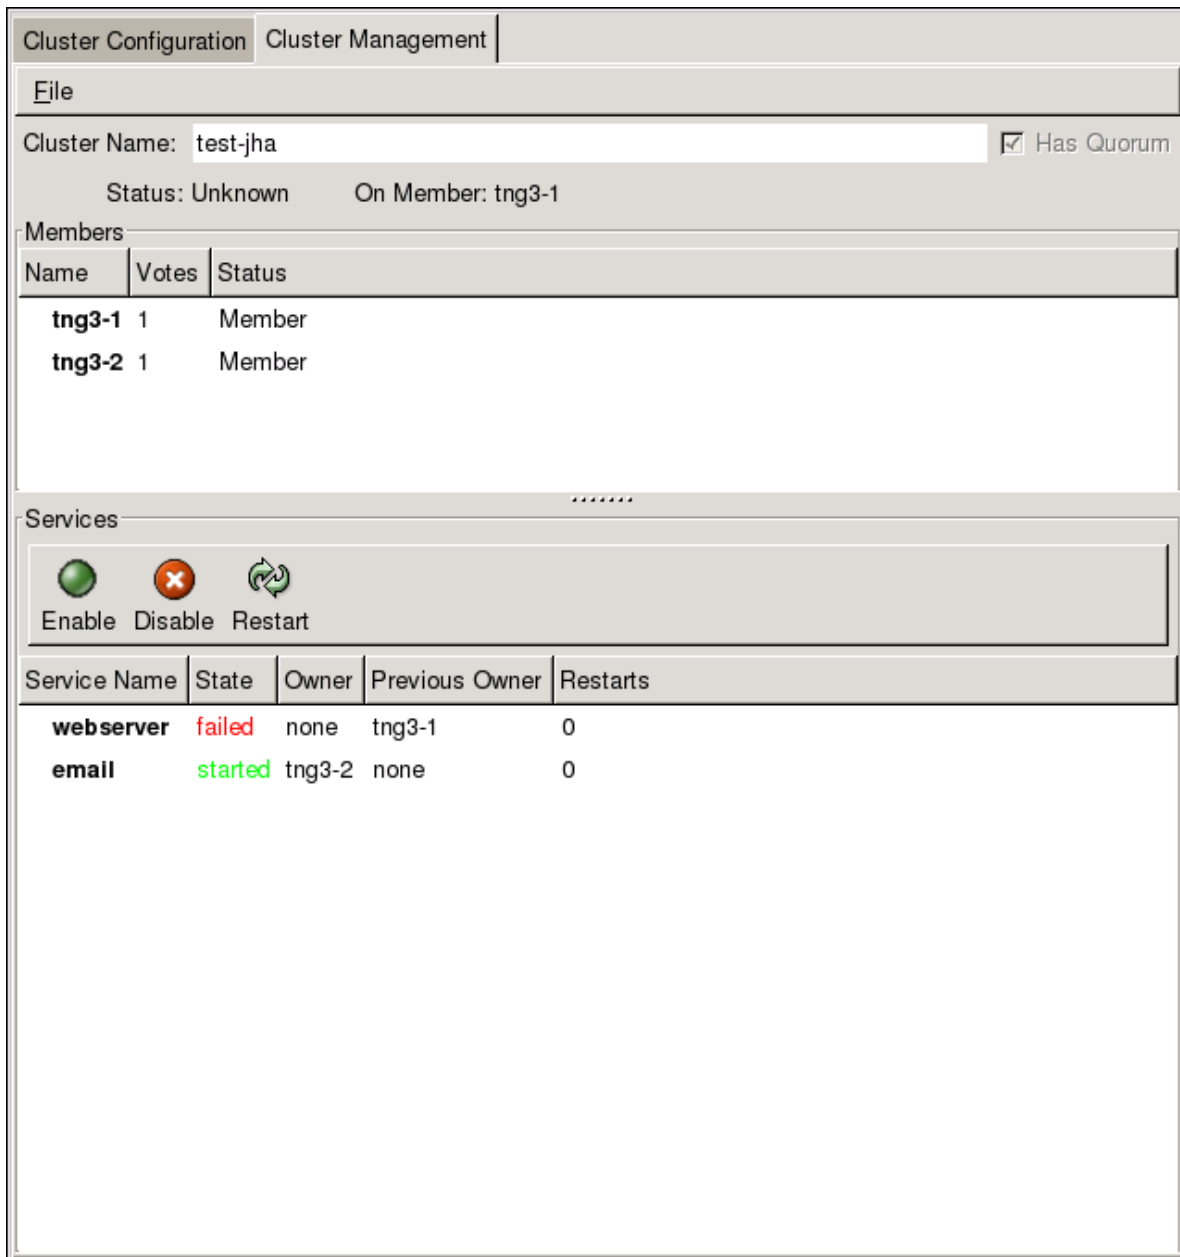 Cluster Configuration Cluster Management
File
Cluster Name: test-jha Has Quorum
Status: Unknown On Member: tng3-1
Members
Name Votes Status
tng3-1 1 Member
tng3-2 1 Member
Services
Enable Disable Restart
Service Name State Owner Previous Owner Restarts
webserver failed none tng3-1 0
email started tng3-2 none 0